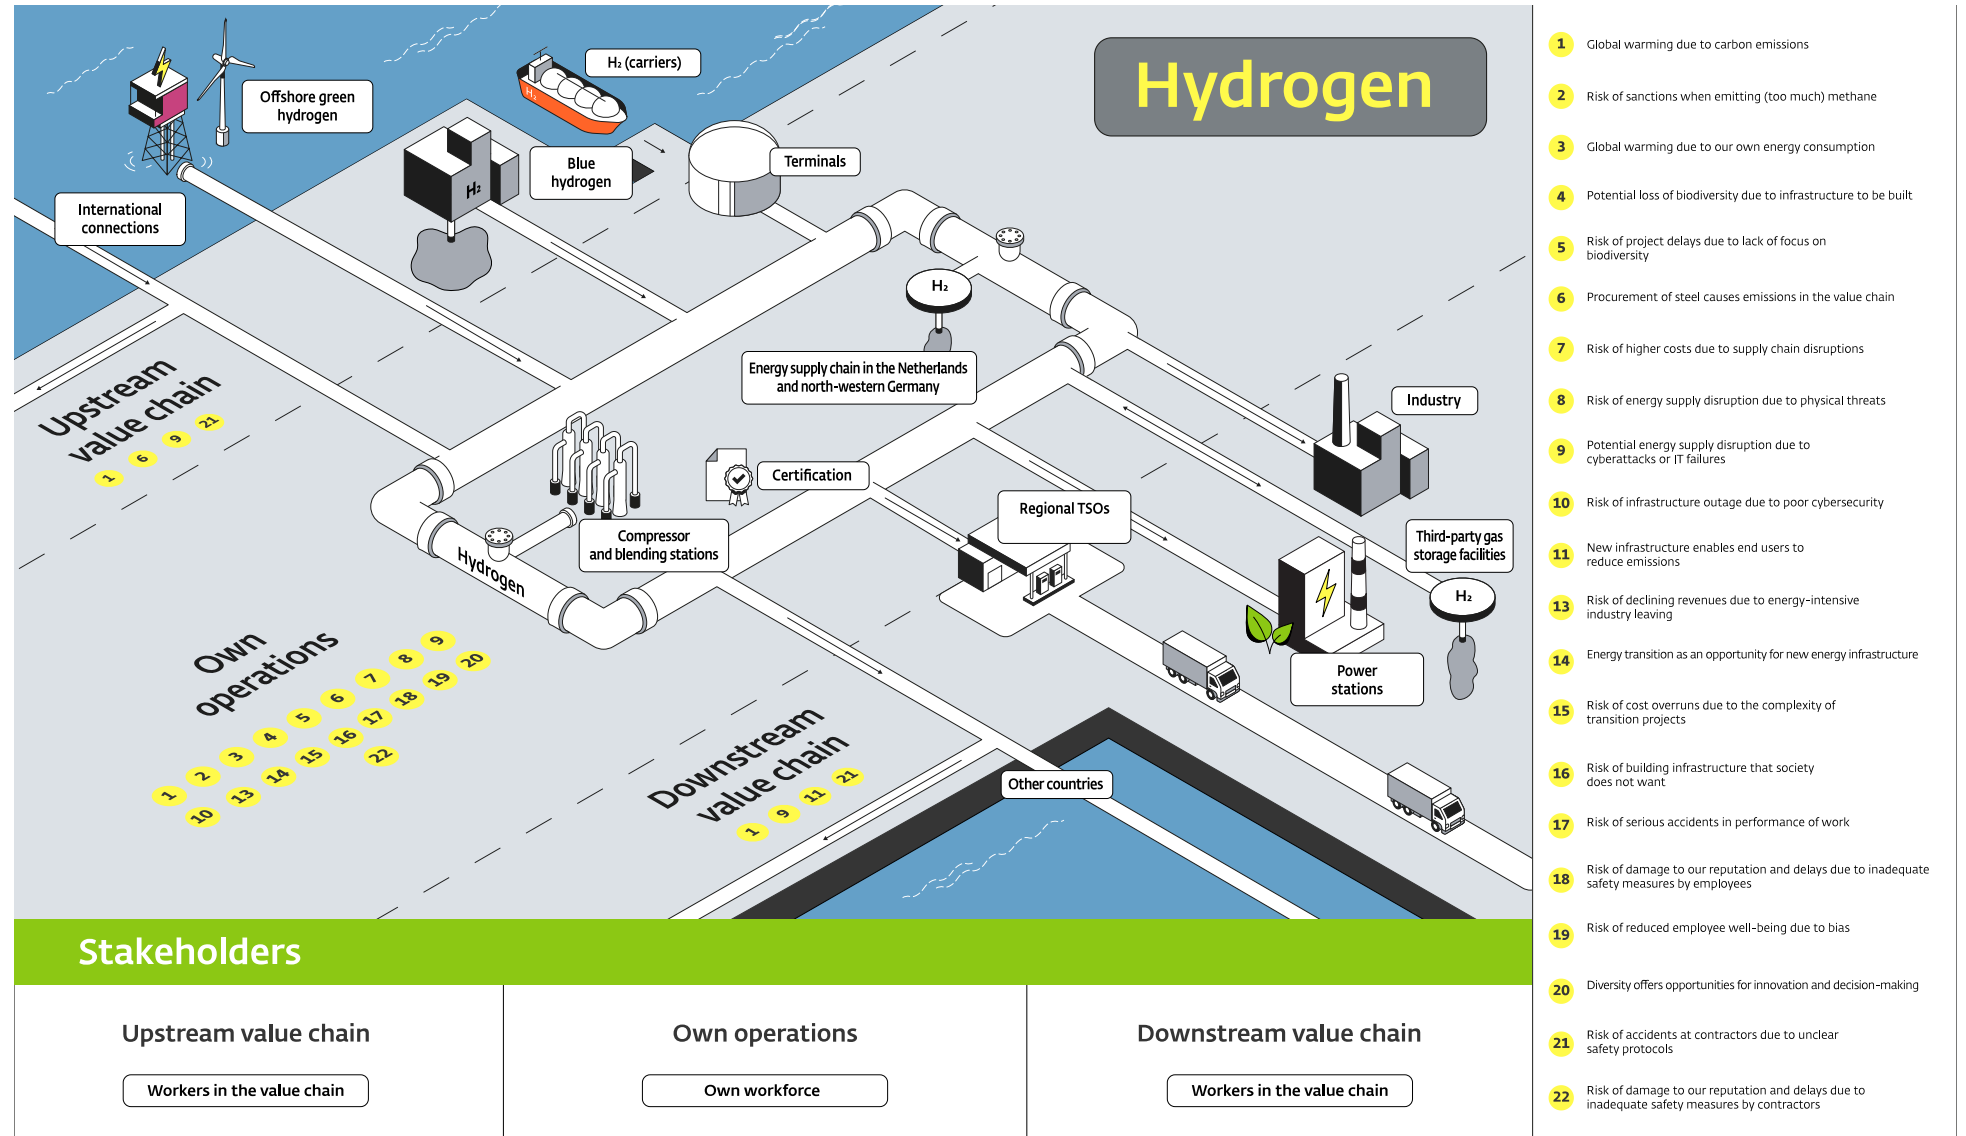 Hydrogen
H₂ (carriers)
H₂
Offshore green
hydrogen
Blue
hydrogen
H₂
Terminals
International
connections
H₂
Energy supply chain in the Netherlands
and north-western Germany
Upstream
value chain
1 6 9 21
Industry
Certification
Regional TSOs
Compressor
and blending stations
Hydrogen
Third-party gas
storage facilities
H₂
Power
stations
Own
operations
1 2 3 4 5 6 7 8 9
10 13 14 15 16 17 18 19 20
22
Downstream
value chain
1 9 11 21
Other countries
Stakeholders
Upstream value chain
Workers in the value chain
Own operations
Own workforce
Downstream value chain
Workers in the value chain
1 Global warming due to carbon emissions
2 Risk of sanctions when emitting (too much) methane
3 Global warming due to our own energy consumption
4 Potential loss of biodiversity due to infrastructure to be built
5 Risk of project delays due to lack of focus on
biodiversity
6 Procurement of steel causes emissions in the value chain
7 Risk of higher costs due to supply chain disruptions
8 Risk of energy supply disruption due to physical threats
9 Potential energy supply disruption due to
cyberattacks or IT failures
10 Risk of infrastructure outage due to poor cybersecurity
11 New infrastructure enables end users to
reduce emissions
13 Risk of declining revenues due to energy-intensive
industry leaving
14 Energy transition as an opportunity for new energy infrastructure
15 Risk of cost overruns due to the complexity of
transition projects
16 Risk of building infrastructure that society
does not want
17 Risk of serious accidents in performance of work
18 Risk of damage to our reputation and delays due to inadequate
safety measures by employees
19 Risk of reduced employee well-being due to bias
20 Diversity offers opportunities for innovation and decision-making
21 Risk of accidents at contractors due to unclear
safety protocols
22 Risk of damage to our reputation and delays due to
inadequate safety measures by contractors